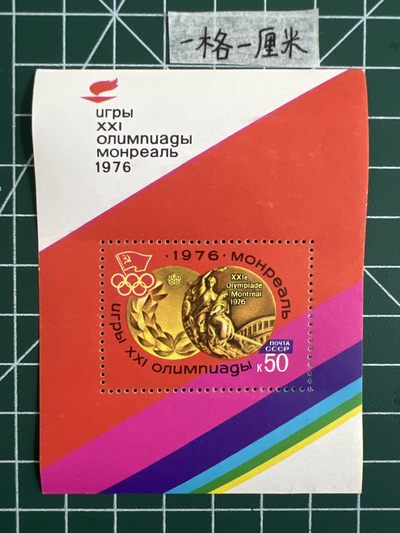 一格一厘米
игры
XXI
олимпиады
монреаль
1976
· 1976 · монреаль
игры XXI олимпиады
XXIe
Olympiade
Montreal
1976
ПОЧТА
СССР
к50